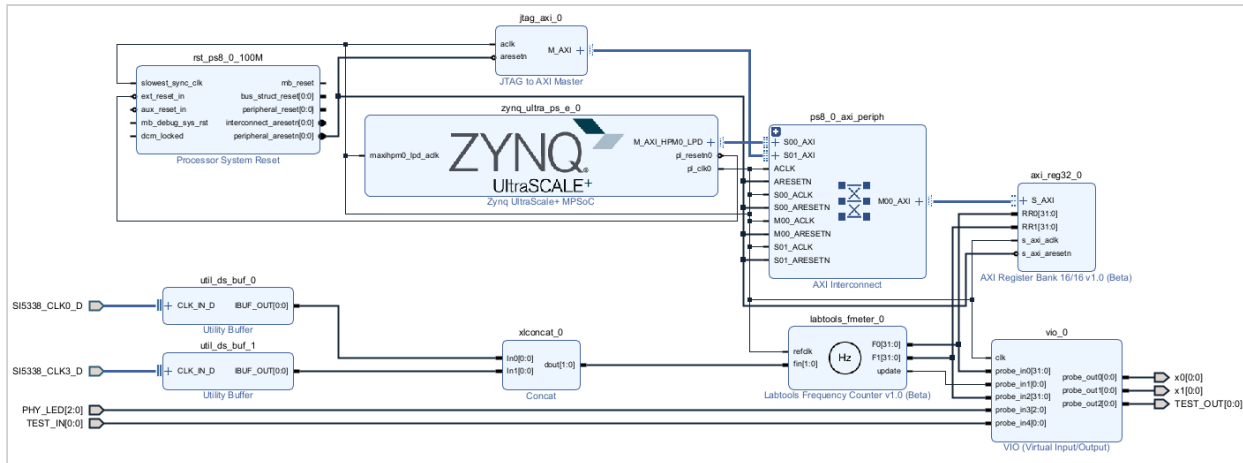 jtag_axi_0
aclk
aresetn
M_AXI
JTAG to AXI Master
rst_ps8_0_100M
slowest_sync_clk
ext_reset_in
aux_reset_in
mb_debug_sys_rst
dcm_locked
mb_reset
bus_struct_reset[0:0]
peripheral_reset[0:0]
interconnect_aresetn[0:0]
peripheral_aresetn[0:0]
Processor System Reset
zynq_ultra_ps_e_0
maxihpm0_lpd_aclk
ZYNQ
UltraSCALE+
M_AXI_HPM0_LPD
pl_resetn0
pl_clk0
Zynq UltraScale+ MPSoC
ps8_0_axi_periph
S00_AXI
S01_AXI
ACLK
ARESETN
S00_ACLK
S00_ARESETN
M00_ACLK
M00_ARESETN
S01_ACLK
S01_ARESETN
M00_AXI
AXI Interconnect
axi_reg32_0
S_AXI
RR0[31:0]
RR1[31:0]
s_axi_aclk
s_axi_aresetn
AXI Register Bank 16/16 v1.0 (Beta)
SI5338_CLK0_D
util_ds_buf_0
CLK_IN_D
IBUF_OUT[0:0]
Utility Buffer
SI5338_CLK3_D
util_ds_buf_1
CLK_IN_D
IBUF_OUT[0:0]
Utility Buffer
xlconcat_0
In0[0:0]
In1[0:0]
dout[1:0]
Concat
labtools_fmeter_0
refclk
fin[1:0]
Hz
F0[31:0]
F1[31:0]
update
Labtools Frequency Counter v1.0 (Beta)
vio_0
clk
probe_in0[31:0]
probe_in1[0:0]
probe_in2[31:0]
probe_in3[2:0]
probe_in4[0:0]
probe_out0[0:0]
probe_out1[0:0]
probe_out2[0:0]
VIO (Virtual Input/Output)
x0[0:0]
x1[0:0]
TEST_OUT[0:0]
PHY_LED[2:0]
TEST_IN[0:0]